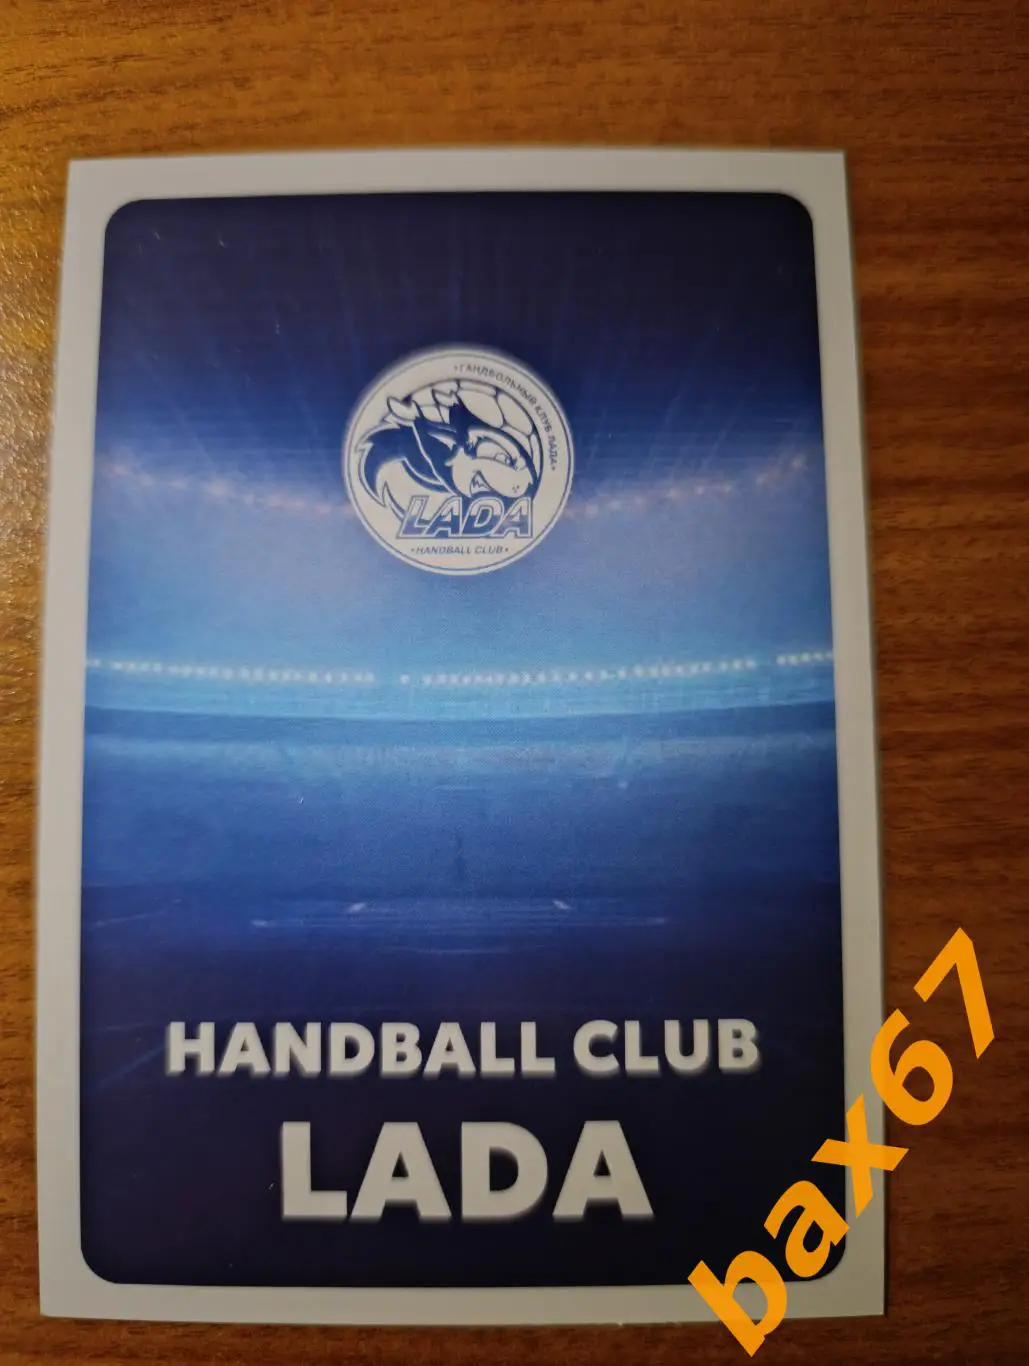 •ГАНДБОЛЬНЫЙ КЛУБ ЛАДА•
LADA
•HANDBALL CLUB•
HANDBALL CLUB
LADA
bax67